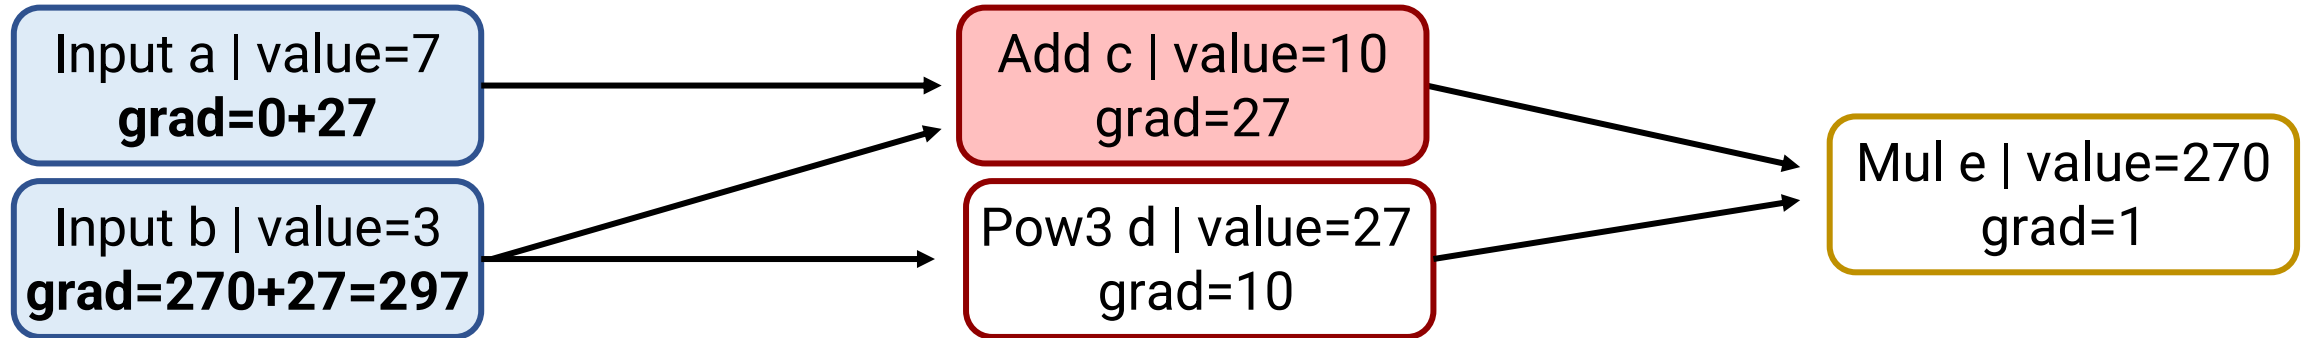 Input a | value=7
grad=0+27
Input b | value=3
grad=270+27=297
Add c | value=10
grad=27
Pow3 d | value=27
grad=10
Mul e | value=270
grad=1